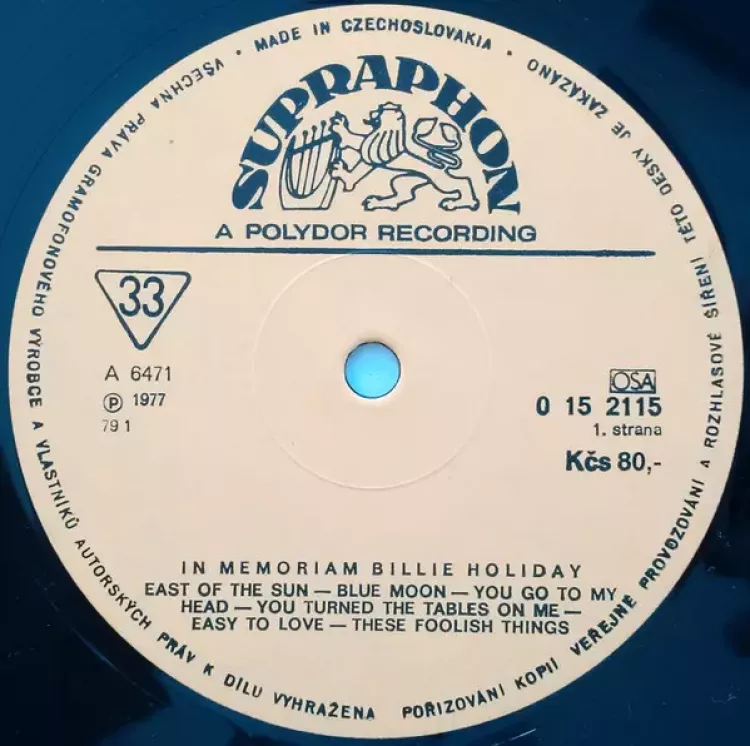 MADE IN CZECHOSLOVAKIA •
VŠECHNA PRÁVA GRAMOFONOVÉHO VÝROBCE A VLASTNÍKŮ AUTORSKÝCH PRÁV K DÍLU VYHRAŽENA
POŘIZOVÁNÍ KOPIÍ VEŘEJNÉ PROVOZOVÁNÍ A ROZHLASOVÉ ŠÍŘENÍ TÉTO DESKY JE ZAKÁZÁNO •
SUPRAPHON
A POLYDOR RECORDING
33
A 6471
Ⓟ 1977
79 1
OSA
0 15 2115
1. strana
Kčs 80,-
IN MEMORIAM BILLIE HOLIDAY
EAST OF THE SUN — BLUE MOON — YOU GO TO MY
HEAD — YOU TURNED THE TABLES ON ME —
EASY TO LOVE — THESE FOOLISH THINGS